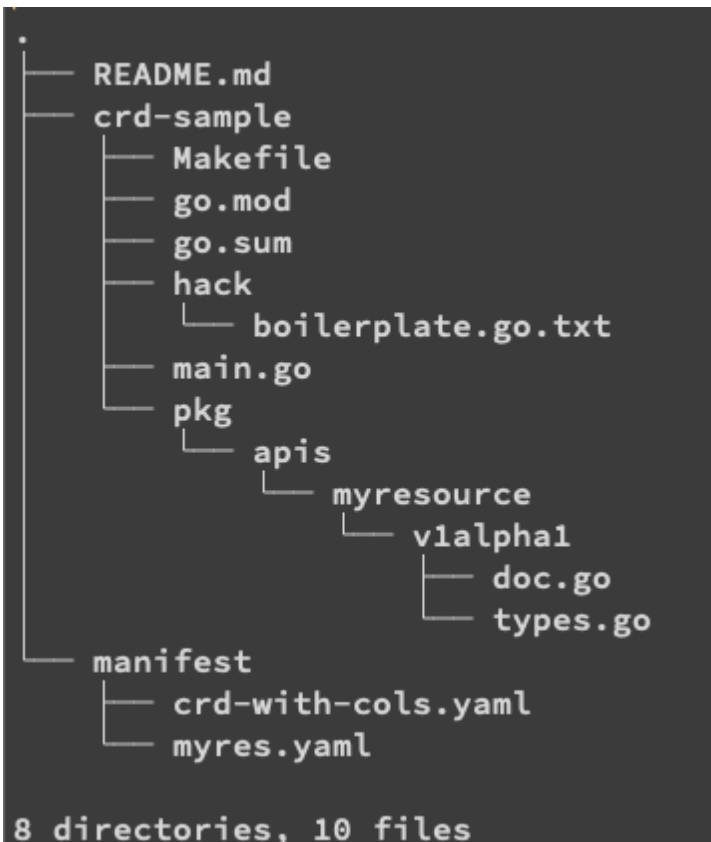 .
├── README.md
├── crd-sample
│   ├── Makefile
│   ├── go.mod
│   ├── go.sum
│   ├── hack
│   │   └── boilerplate.go.txt
│   ├── main.go
│   └── pkg
│       └── apis
│           └── myresource
│               └── v1alpha1
│                   ├── doc.go
│                   └── types.go
└── manifest
    ├── crd-with-cols.yaml
    └── myres.yaml
8 directories, 10 files